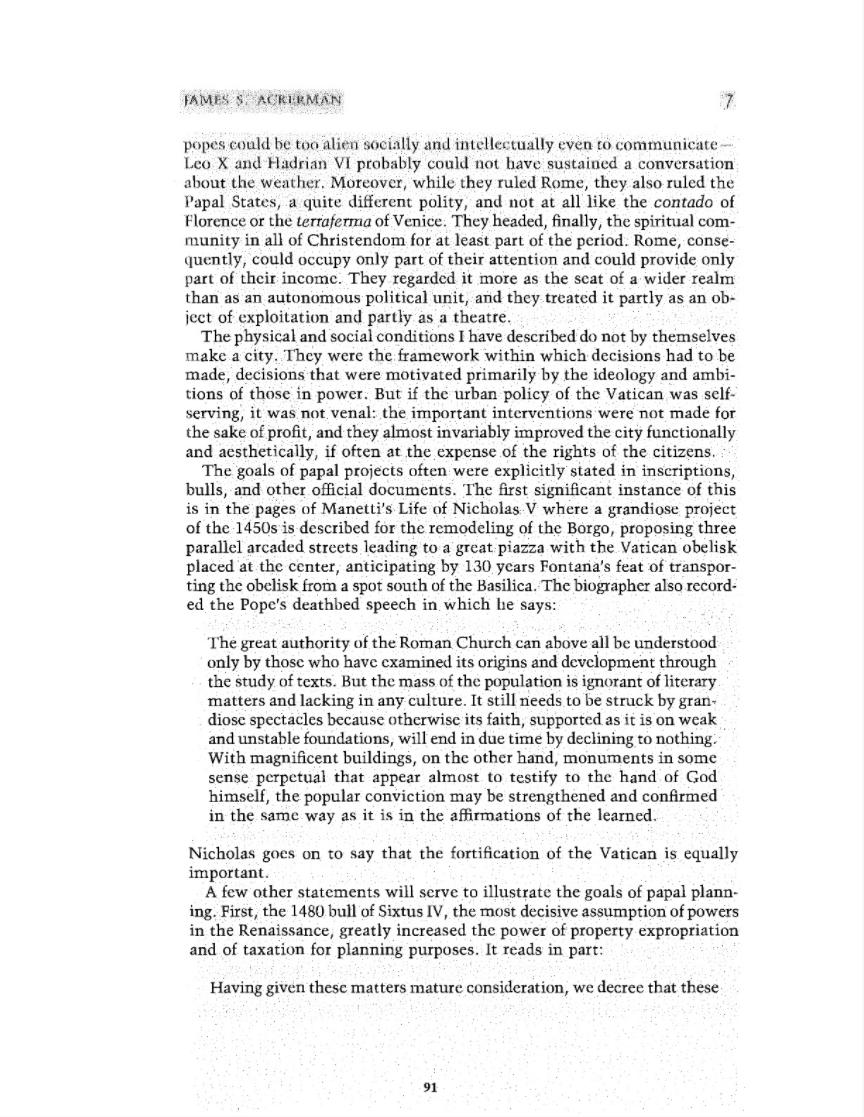 JAMES S. ACKERMAN 7
popes could be too alien socially and intellectually even to communicate—
Leo X and Hadrian VI probably could not have sustained a conversation
about the weather. Moreover, while they ruled Rome, they also ruled the
Papal States, a quite different polity, and not at all like the contado of
Florence or the terraferma of Venice. They headed, finally, the spiritual com-
munity in all of Christendom for at least part of the period. Rome, conse-
quently, could occupy only part of their attention and could provide only
part of their income. They regarded it more as the seat of a wider realm
than as an autonomous political unit, and they treated it partly as an ob-
ject of exploitation and partly as a theatre.
The physical and social conditions I have described do not by themselves
make a city. They were the framework within which decisions had to be
made, decisions that were motivated primarily by the ideology and ambi-
tions of those in power. But if the urban policy of the Vatican was self-
serving, it was not venal: the important interventions were not made for
the sake of profit, and they almost invariably improved the city functionally
and aesthetically, if often at the expense of the rights of the citizens.
The goals of papal projects often were explicitly stated in inscriptions,
bulls, and other official documents. The first significant instance of this
is in the pages of Manetti's Life of Nicholas V where a grandiose project
of the 1450s is described for the remodeling of the Borgo, proposing three
parallel arcaded streets leading to a great piazza with the Vatican obelisk
placed at the center, anticipating by 130 years Fontana's feat of transpor-
ting the obelisk from a spot south of the Basilica. The biographer also record-
ed the Pope's deathbed speech in which he says:
The great authority of the Roman Church can above all be understood
only by those who have examined its origins and development through
the study of texts. But the mass of the population is ignorant of literary
matters and lacking in any culture. It still needs to be struck by gran-
diose spectacles because otherwise its faith, supported as it is on weak
and unstable foundations, will end in due time by declining to nothing.
With magnificent buildings, on the other hand, monuments in some
sense perpetual that appear almost to testify to the hand of God
himself, the popular conviction may be strengthened and confirmed
in the same way as it is in the affirmations of the learned.
Nicholas goes on to say that the fortification of the Vatican is equally
important.
A few other statements will serve to illustrate the goals of papal plann-
ing. First, the 1480 bull of Sixtus IV, the most decisive assumption of powers
in the Renaissance, greatly increased the power of property expropriation
and of taxation for planning purposes. It reads in part:
Having given these matters mature consideration, we decree that these
91